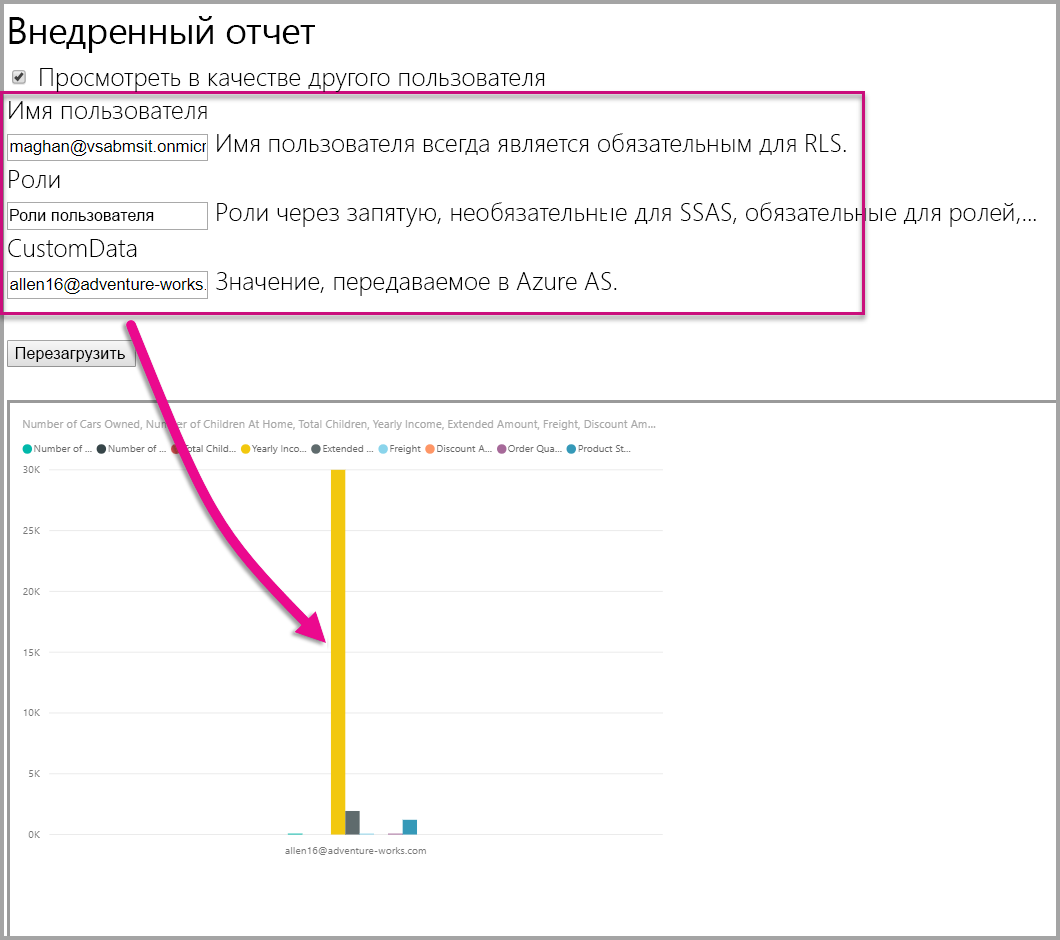 Внедренный отчет
Просмотреть в качестве другого пользователя
Имя пользователя
maghan@vsabmsit.onmicr Имя пользователя всегда является обязательным для RLS.
Роли
Роли пользователя Роли через запятую, необязательные для SSAS, обязательные для ролей,...
CustomData
allen16@adventure-works. Значение, передаваемое в Azure AS.
Перезагрузить
Number of Cars Owned, Number of Children At Home, Total Children, Yearly Income, Extended Amount, Freight, Discount Am...
Number of ... Number of ... Total Child... Yearly Inco... Extended ... Freight Discount A... Order Qua... Product St...
30K
25K
20K
15K
10K
5K
0K
allen16@adventure-works.com